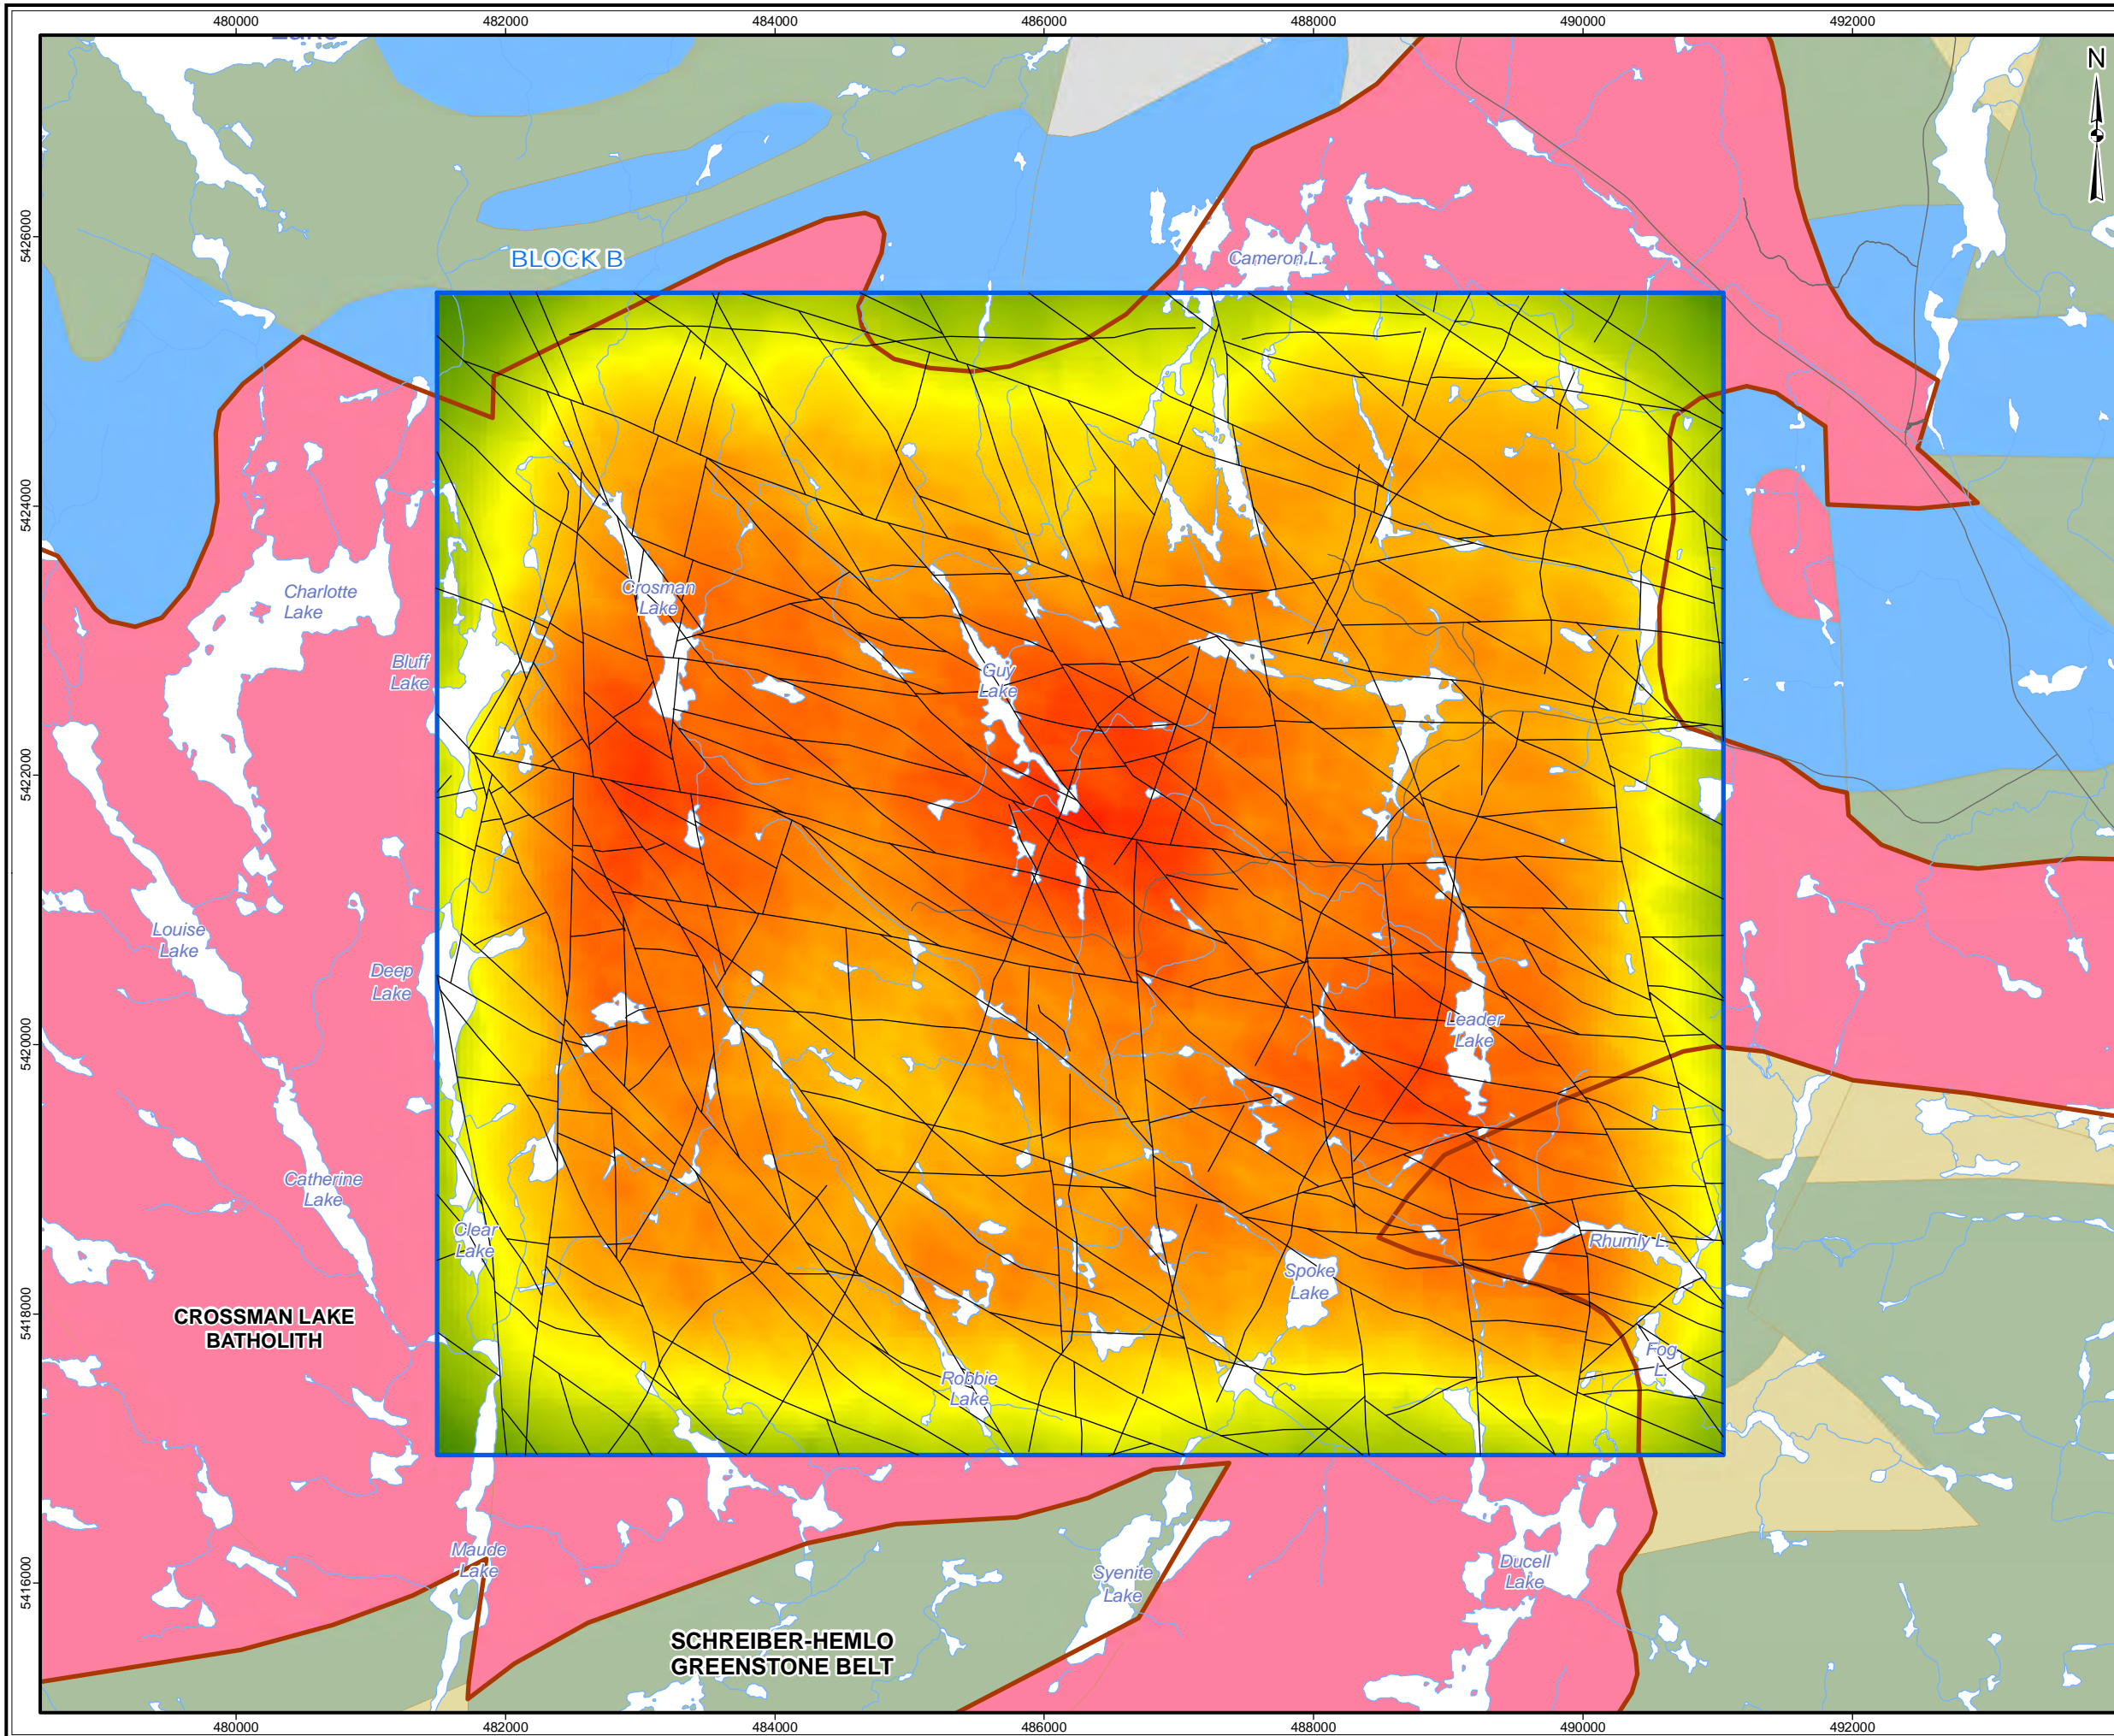 480000 482000 484000 486000 488000 490000 492000
Lake
N
5426000
BLOCK B
Cameron L.
5424000
Charlotte
Lake
Crosman
Lake
Bluff
Lake
Guy
Lake
5422000
Louise
Lake
Deep
Lake
Leader
Lake
5420000
Catherine
Lake
Clear
Lake
Rhumly L.
Spoke
Lake
5418000
CROSSMAN LAKE
BATHOLITH
Fog
L.
Robbie
Lake
Maude
Lake
Syenite
Lake
Ducell
Lake
5416000
SCHREIBER-HEMLO
GREENSTONE BELT
480000 482000 484000 486000 488000 490000 492000